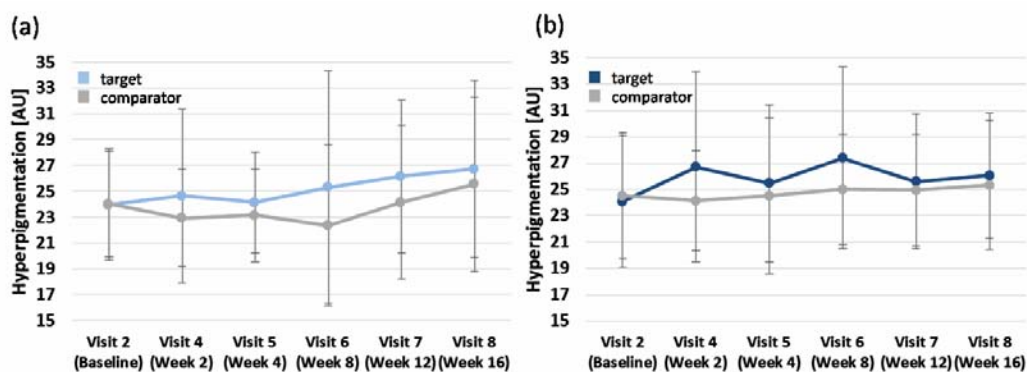 (a)
Hyperpigmentation [AU]
35
33
31
29
27
25
23
21
19
17
15
target
comparator
Visit 2 Visit 4 Visit 5 Visit 6 Visit 7 Visit 8
(Baseline) (Week 2) (Week 4) (Week 8) (Week 12) (Week 16)
(b)
Hyperpigmentation [AU]
35
33
31
29
27
25
23
21
19
17
15
target
comparator
Visit 2 Visit 4 Visit 5 Visit 6 Visit 7 Visit 8
(Baseline) (Week 2) (Week 4) (Week 8) (Week 12) (Week 16)